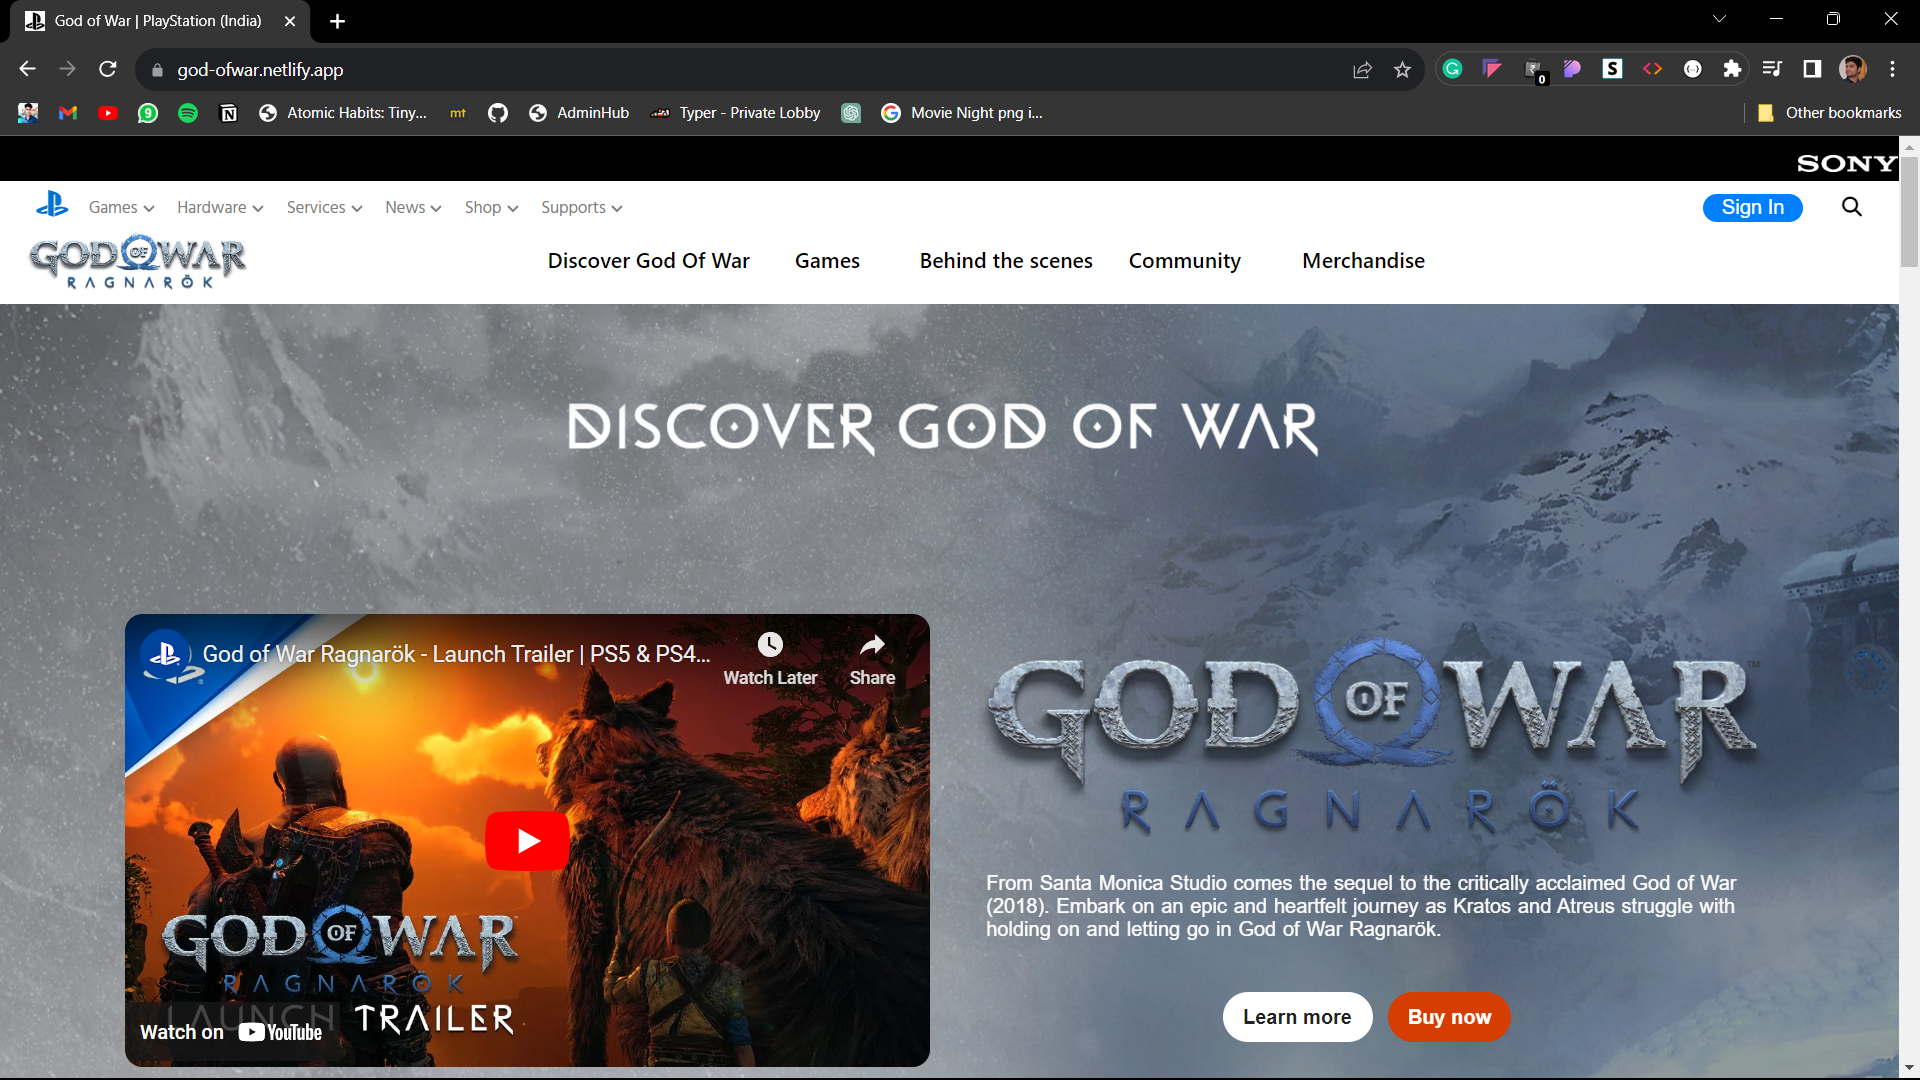 God of War | PlayStation (India)
god-ofwar.netlify.app
0
9
Atomic Habits: Tiny...
mt
AdminHub
Typer - Private Lobby
Movie Night png i...
Other bookmarks
SONY
Games
Hardware
Services
News
Shop
Supports
Sign In
GOD OF WAR
RAGNARÖK
Discover God Of War
Games
Behind the scenes
Community
Merchandise
DISCOVER GOD OF WAR
God of War Ragnarök - Launch Trailer | PS5 & PS4...
Watch Later
Share
GOD OF WAR
RAGNARÖK
LAUNCH TRAILER
Watch on YouTube
GOD OF WAR™
RAGNARÖK
From Santa Monica Studio comes the sequel to the critically acclaimed God of War
(2018). Embark on an epic and heartfelt journey as Kratos and Atreus struggle with
holding on and letting go in God of War Ragnarök.
Learn more
Buy now